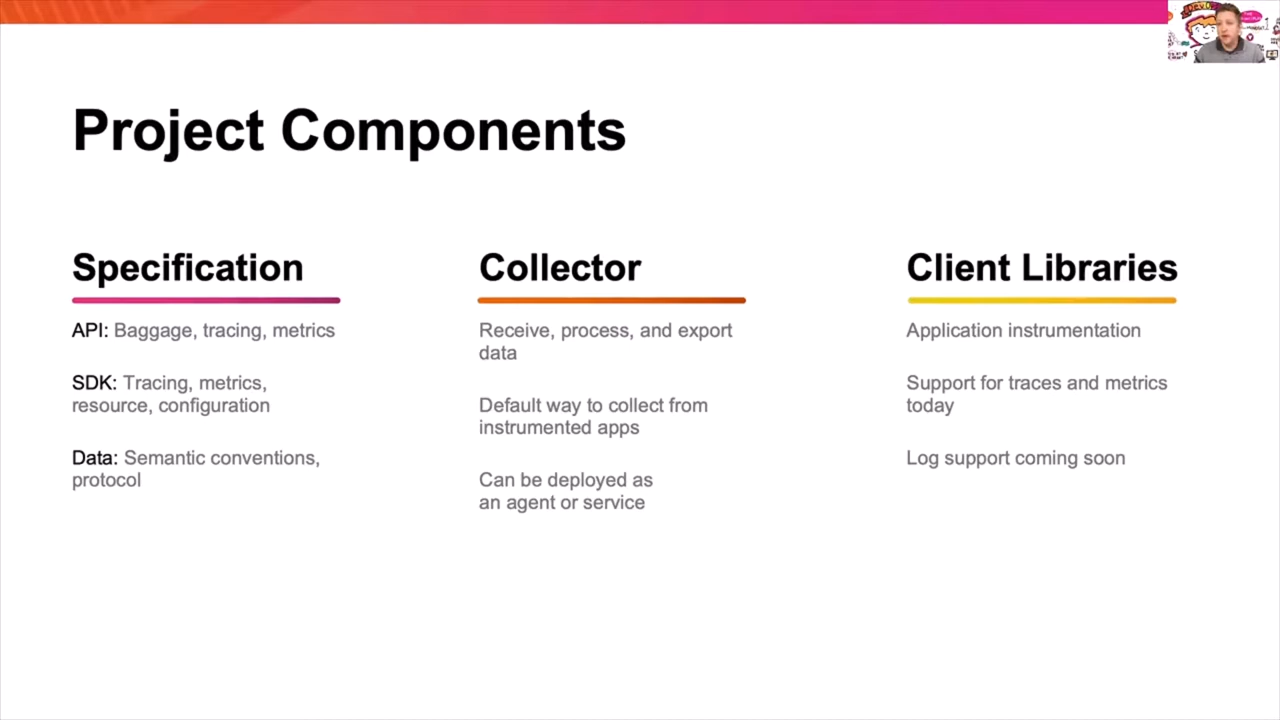 Project Components
Specification
API: Baggage, tracing, metrics
SDK: Tracing, metrics,
resource, configuration
Data: Semantic conventions,
protocol
Collector
Receive, process, and export
data
Default way to collect from
instrumented apps
Can be deployed as
an agent or service
Client Libraries
Application instrumentation
Support for traces and metrics
today
Log support coming soon